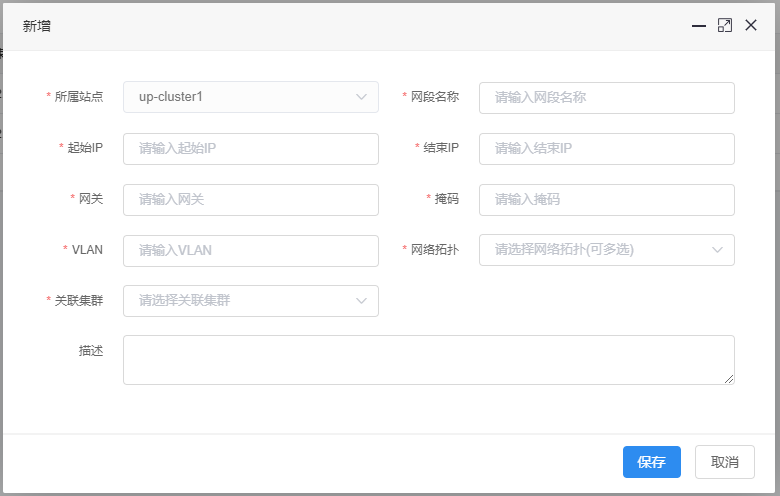 新增
* 所属站点 up-cluster1 * 网段名称 请输入网段名称
* 起始IP 请输入起始IP * 结束IP 请输入结束IP
* 网关 请输入网关 * 掩码 请输入掩码
* VLAN 请输入VLAN * 网络拓扑 请选择网络拓扑(可多选)
* 关联集群 请选择关联集群
描述
保存 取消